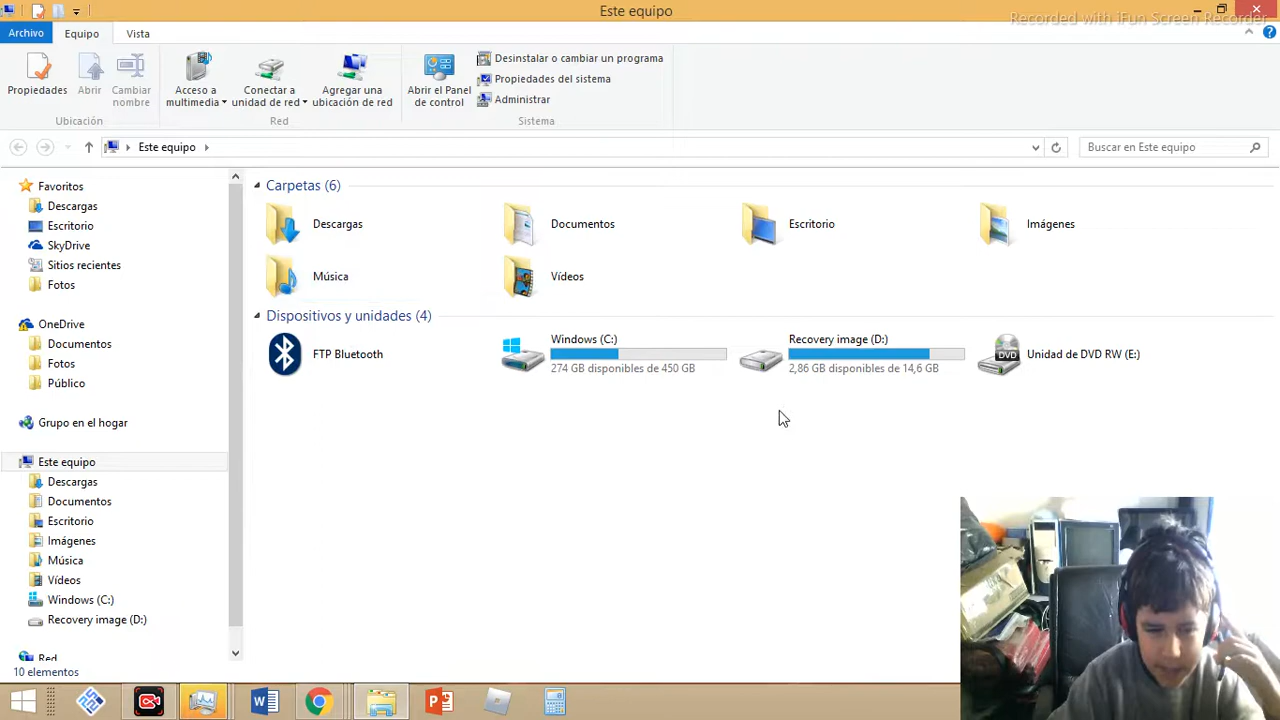 Este equipo
Recorded with iFun Screen Recorder
Archivo
Equipo
Vista
Propiedades
Abrir
Cambiar
nombre
Ubicación
Acceso a
multimedia
Conectar a
unidad de red
Agregar una
ubicación de red
Red
Abrir el Panel
de control
Desinstalar o cambiar un programa
Propiedades del sistema
Administrar
Sistema
Este equipo
Buscar en Este equipo
Favoritos
Descargas
Escritorio
SkyDrive
Sitios recientes
Fotos
OneDrive
Documentos
Fotos
Público
Grupo en el hogar
Este equipo
Descargas
Documentos
Escritorio
Imágenes
Música
Vídeos
Windows (C:)
Recovery image (D:)
Red
Carpetas (6)
Descargas
Documentos
Escritorio
Imágenes
Música
Vídeos
Dispositivos y unidades (4)
FTP Bluetooth
Windows (C:)
274 GB disponibles de 450 GB
Recovery image (D:)
2,86 GB disponibles de 14,6 GB
DVD
Unidad de DVD RW (E:)
10 elementos